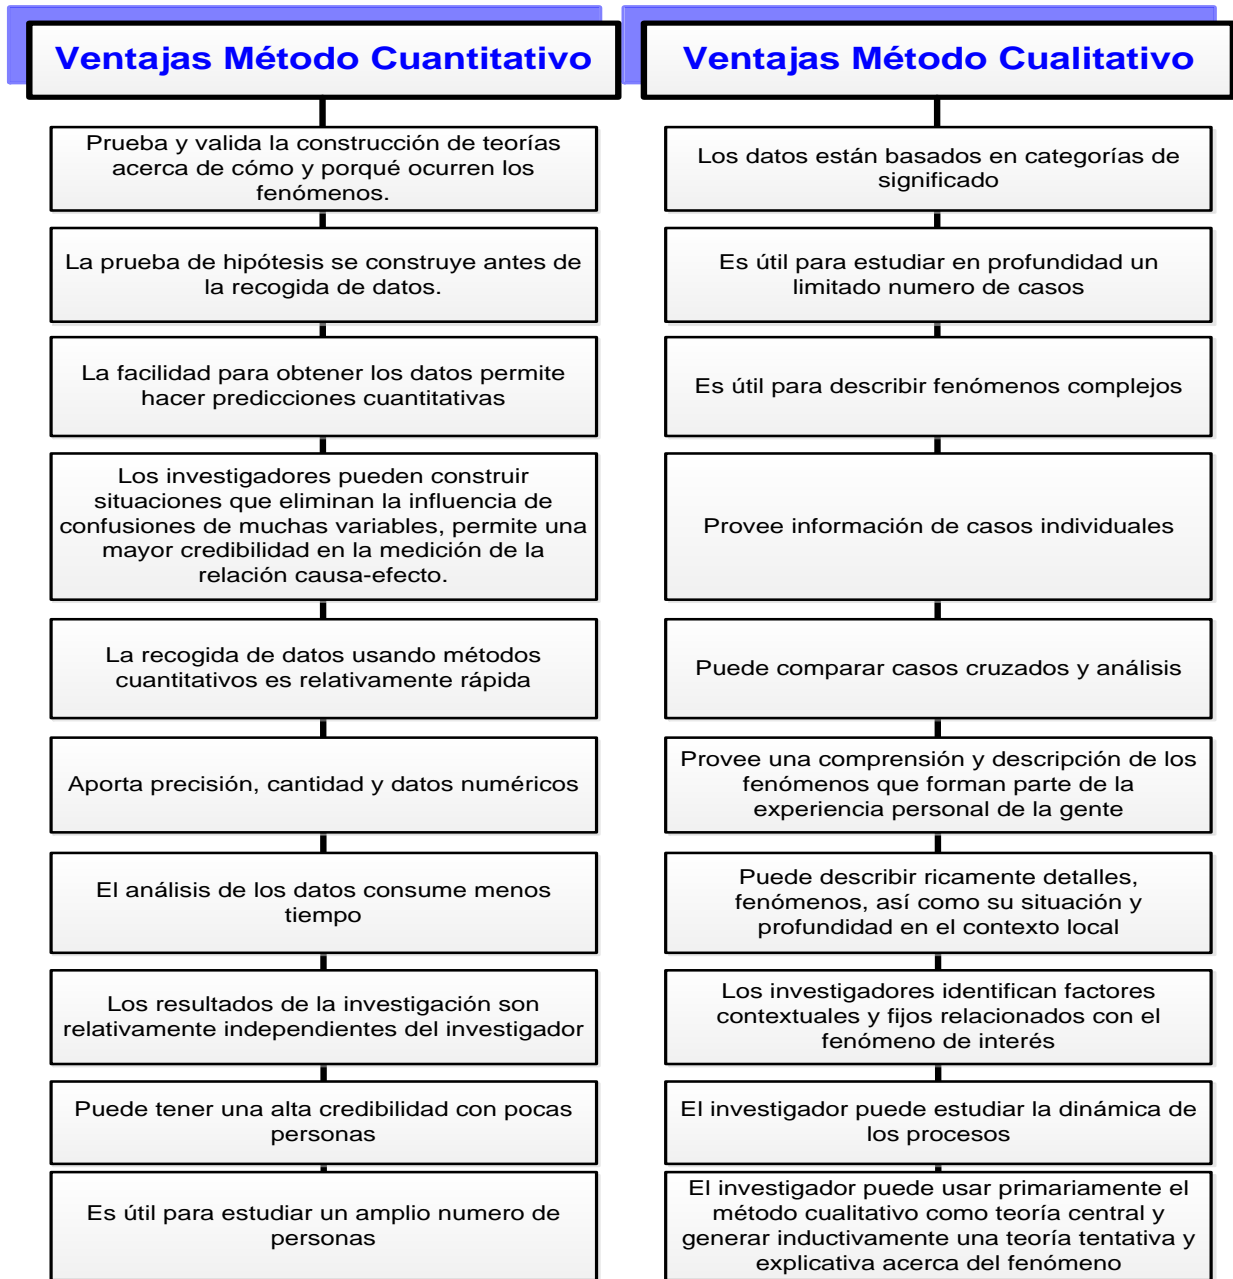 Ventajas Método Cuantitativo
Prueba y valida la construcción de teorías
acerca de cómo y porqué ocurren los
fenómenos.
La prueba de hipótesis se construye antes de
la recogida de datos.
La facilidad para obtener los datos permite
hacer predicciones cuantitativas
Los investigadores pueden construir
situaciones que eliminan la influencia de
confusiones de muchas variables, permite una
mayor credibilidad en la medición de la
relación causa-efecto.
La recogida de datos usando métodos
cuantitativos es relativamente rápida
Aporta precisión, cantidad y datos numéricos
El análisis de los datos consume menos
tiempo
Los resultados de la investigación son
relativamente independientes del investigador
Puede tener una alta credibilidad con pocas
personas
Es útil para estudiar un amplio numero de
personas
Ventajas Método Cualitativo
Los datos están basados en categorías de
significado
Es útil para estudiar en profundidad un
limitado numero de casos
Es útil para describir fenómenos complejos
Provee información de casos individuales
Puede comparar casos cruzados y análisis
Provee una comprensión y descripción de los
fenómenos que forman parte de la
experiencia personal de la gente
Puede describir ricamente detalles,
fenómenos, así como su situación y
profundidad en el contexto local
Los investigadores identifican factores
contextuales y fijos relacionados con el
fenómeno de interés
El investigador puede estudiar la dinámica de
los procesos
El investigador puede usar primariamente el
método cualitativo como teoría central y
generar inductivamente una teoría tentativa y
explicativa acerca del fenómeno